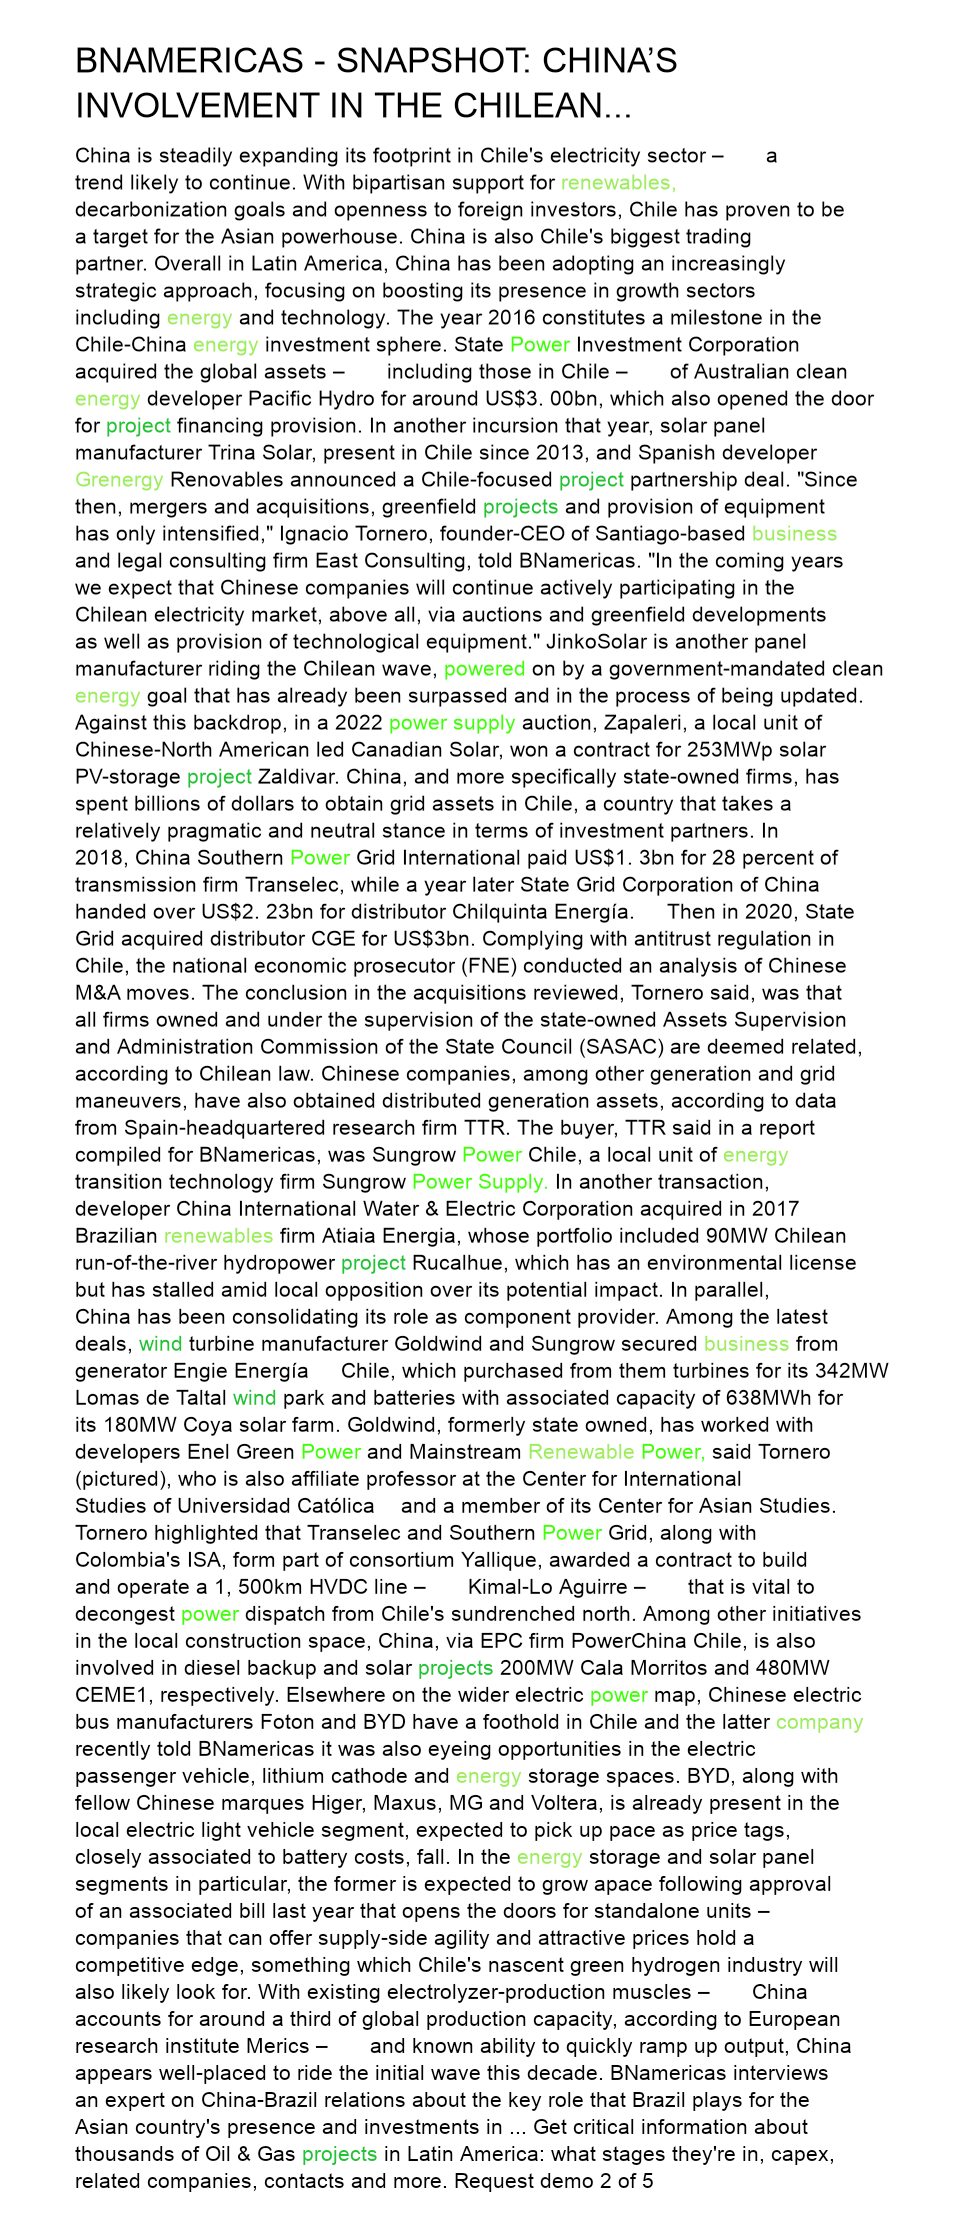 BNAMERICAS - SNAPSHOT: CHINA’S
INVOLVEMENT IN THE CHILEAN...
China is steadily expanding its footprint in Chile's electricity sector – a
trend likely to continue. With bipartisan support for renewables,
decarbonization goals and openness to foreign investors, Chile has proven to be
a target for the Asian powerhouse. China is also Chile's biggest trading
partner. Overall in Latin America, China has been adopting an increasingly
strategic approach, focusing on boosting its presence in growth sectors
including energy and technology. The year 2016 constitutes a milestone in the
Chile-China energy investment sphere. State Power Investment Corporation
acquired the global assets – including those in Chile – of Australian clean
energy developer Pacific Hydro for around US$3. 00bn, which also opened the door
for project financing provision. In another incursion that year, solar panel
manufacturer Trina Solar, present in Chile since 2013, and Spanish developer
Grenergy Renovables announced a Chile-focused project partnership deal. "Since
then, mergers and acquisitions, greenfield projects and provision of equipment
has only intensified," Ignacio Tornero, founder-CEO of Santiago-based business
and legal consulting firm East Consulting, told BNamericas. "In the coming years
we expect that Chinese companies will continue actively participating in the
Chilean electricity market, above all, via auctions and greenfield developments
as well as provision of technological equipment." JinkoSolar is another panel
manufacturer riding the Chilean wave, powered on by a government-mandated clean
energy goal that has already been surpassed and in the process of being updated.
Against this backdrop, in a 2022 power supply auction, Zapaleri, a local unit of
Chinese-North American led Canadian Solar, won a contract for 253MWp solar
PV-storage project Zaldivar. China, and more specifically state-owned firms, has
spent billions of dollars to obtain grid assets in Chile, a country that takes a
relatively pragmatic and neutral stance in terms of investment partners. In
2018, China Southern Power Grid International paid US$1. 3bn for 28 percent of
transmission firm Transelec, while a year later State Grid Corporation of China
handed over US$2. 23bn for distributor Chilquinta Energía. Then in 2020, State
Grid acquired distributor CGE for US$3bn. Complying with antitrust regulation in
Chile, the national economic prosecutor (FNE) conducted an analysis of Chinese
M&A moves. The conclusion in the acquisitions reviewed, Tornero said, was that
all firms owned and under the supervision of the state-owned Assets Supervision
and Administration Commission of the State Council (SASAC) are deemed related,
according to Chilean law. Chinese companies, among other generation and grid
maneuvers, have also obtained distributed generation assets, according to data
from Spain-headquartered research firm TTR. The buyer, TTR said in a report
compiled for BNamericas, was Sungrow Power Chile, a local unit of energy
transition technology firm Sungrow Power Supply. In another transaction,
developer China International Water & Electric Corporation acquired in 2017
Brazilian renewables firm Atiaia Energia, whose portfolio included 90MW Chilean
run-of-the-river hydropower project Rucalhue, which has an environmental license
but has stalled amid local opposition over its potential impact. In parallel,
China has been consolidating its role as component provider. Among the latest
deals, wind turbine manufacturer Goldwind and Sungrow secured business from
generator Engie Energía Chile, which purchased from them turbines for its 342MW
Lomas de Taltal wind park and batteries with associated capacity of 638MWh for
its 180MW Coya solar farm. Goldwind, formerly state owned, has worked with
developers Enel Green Power and Mainstream Renewable Power, said Tornero
(pictured), who is also affiliate professor at the Center for International
Studies of Universidad Católica and a member of its Center for Asian Studies.
Tornero highlighted that Transelec and Southern Power Grid, along with
Colombia's ISA, form part of consortium Yallique, awarded a contract to build
and operate a 1, 500km HVDC line – Kimal-Lo Aguirre – that is vital to
decongest power dispatch from Chile's sundrenched north. Among other initiatives
in the local construction space, China, via EPC firm PowerChina Chile, is also
involved in diesel backup and solar projects 200MW Cala Morritos and 480MW
CEME1, respectively. Elsewhere on the wider electric power map, Chinese electric
bus manufacturers Foton and BYD have a foothold in Chile and the latter company
recently told BNamericas it was also eyeing opportunities in the electric
passenger vehicle, lithium cathode and energy storage spaces. BYD, along with
fellow Chinese marques Higer, Maxus, MG and Voltera, is already present in the
local electric light vehicle segment, expected to pick up pace as price tags,
closely associated to battery costs, fall. In the energy storage and solar panel
segments in particular, the former is expected to grow apace following approval
of an associated bill last year that opens the doors for standalone units –
companies that can offer supply-side agility and attractive prices hold a
competitive edge, something which Chile's nascent green hydrogen industry will
also likely look for. With existing electrolyzer-production muscles – China
accounts for around a third of global production capacity, according to European
research institute Merics – and known ability to quickly ramp up output, China
appears well-placed to ride the initial wave this decade. BNamericas interviews
an expert on China-Brazil relations about the key role that Brazil plays for the
Asian country's presence and investments in ... Get critical information about
thousands of Oil & Gas projects in Latin America: what stages they're in, capex,
related companies, contacts and more. Request demo 2 of 5